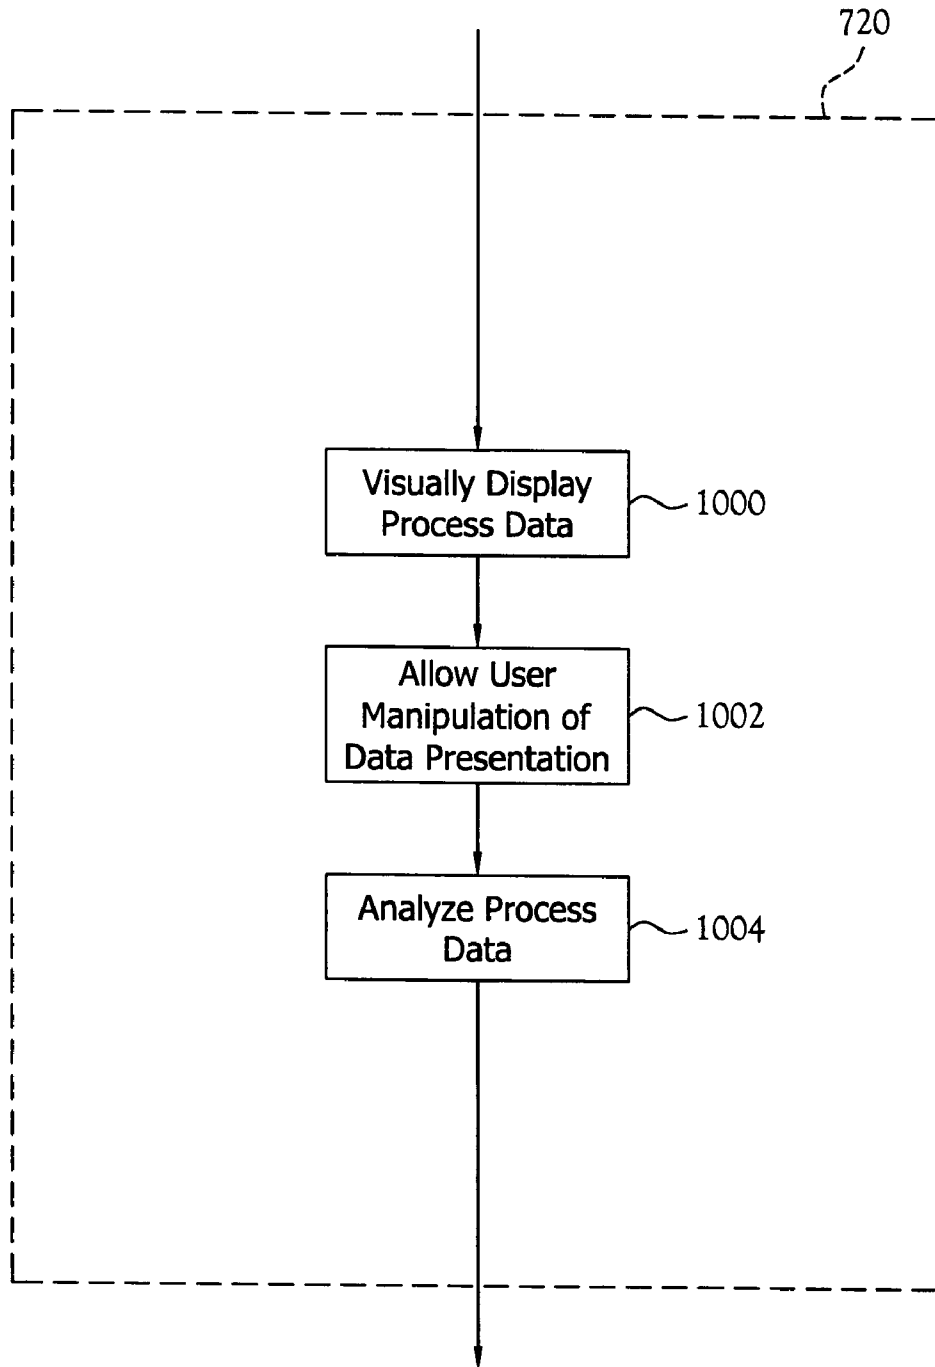 720
Visually Display
Process Data
1000
Allow User
Manipulation of
Data Presentation
1002
Analyze Process
Data
1004